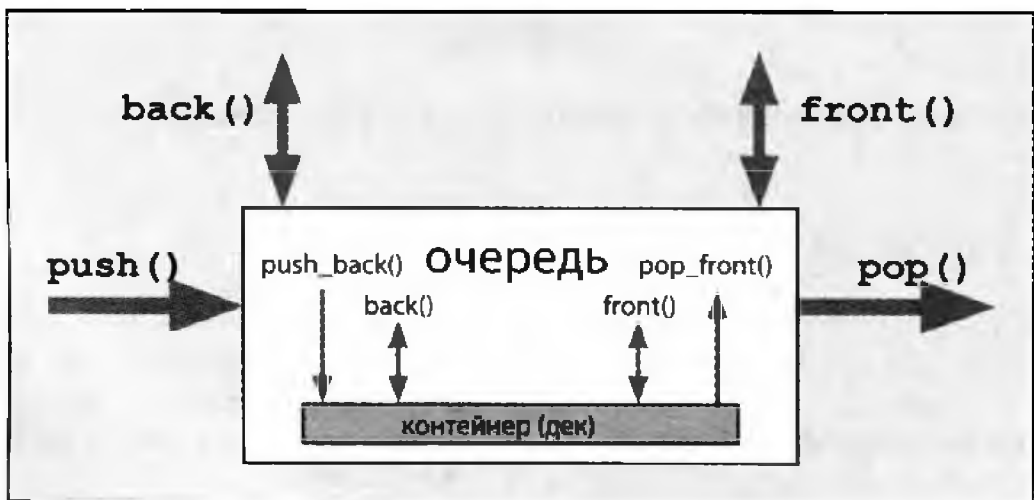 back() front()
push() push_back() очередь pop_front() pop()
back() front()
контейнер (дек)